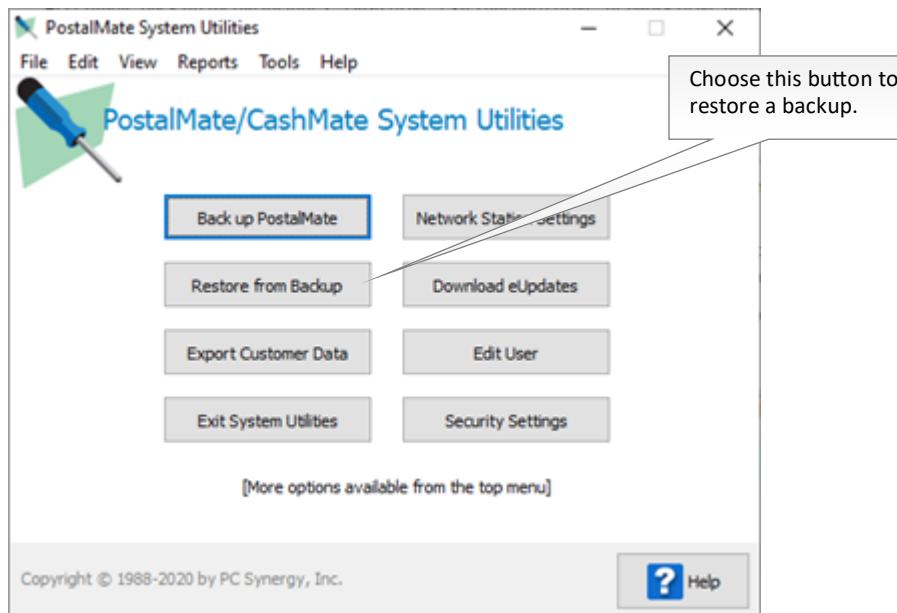 PostalMate System Utilities
File Edit View Reports Tools Help
Choose this button to
restore a backup.
PostalMate/CashMate System Utilities
Back up PostalMate
Network Station Settings
Restore from Backup
Download eUpdates
Export Customer Data
Edit User
Exit System Utilities
Security Settings
[More options available from the top menu]
Copyright © 1988-2020 by PC Synergy, Inc.
? Help